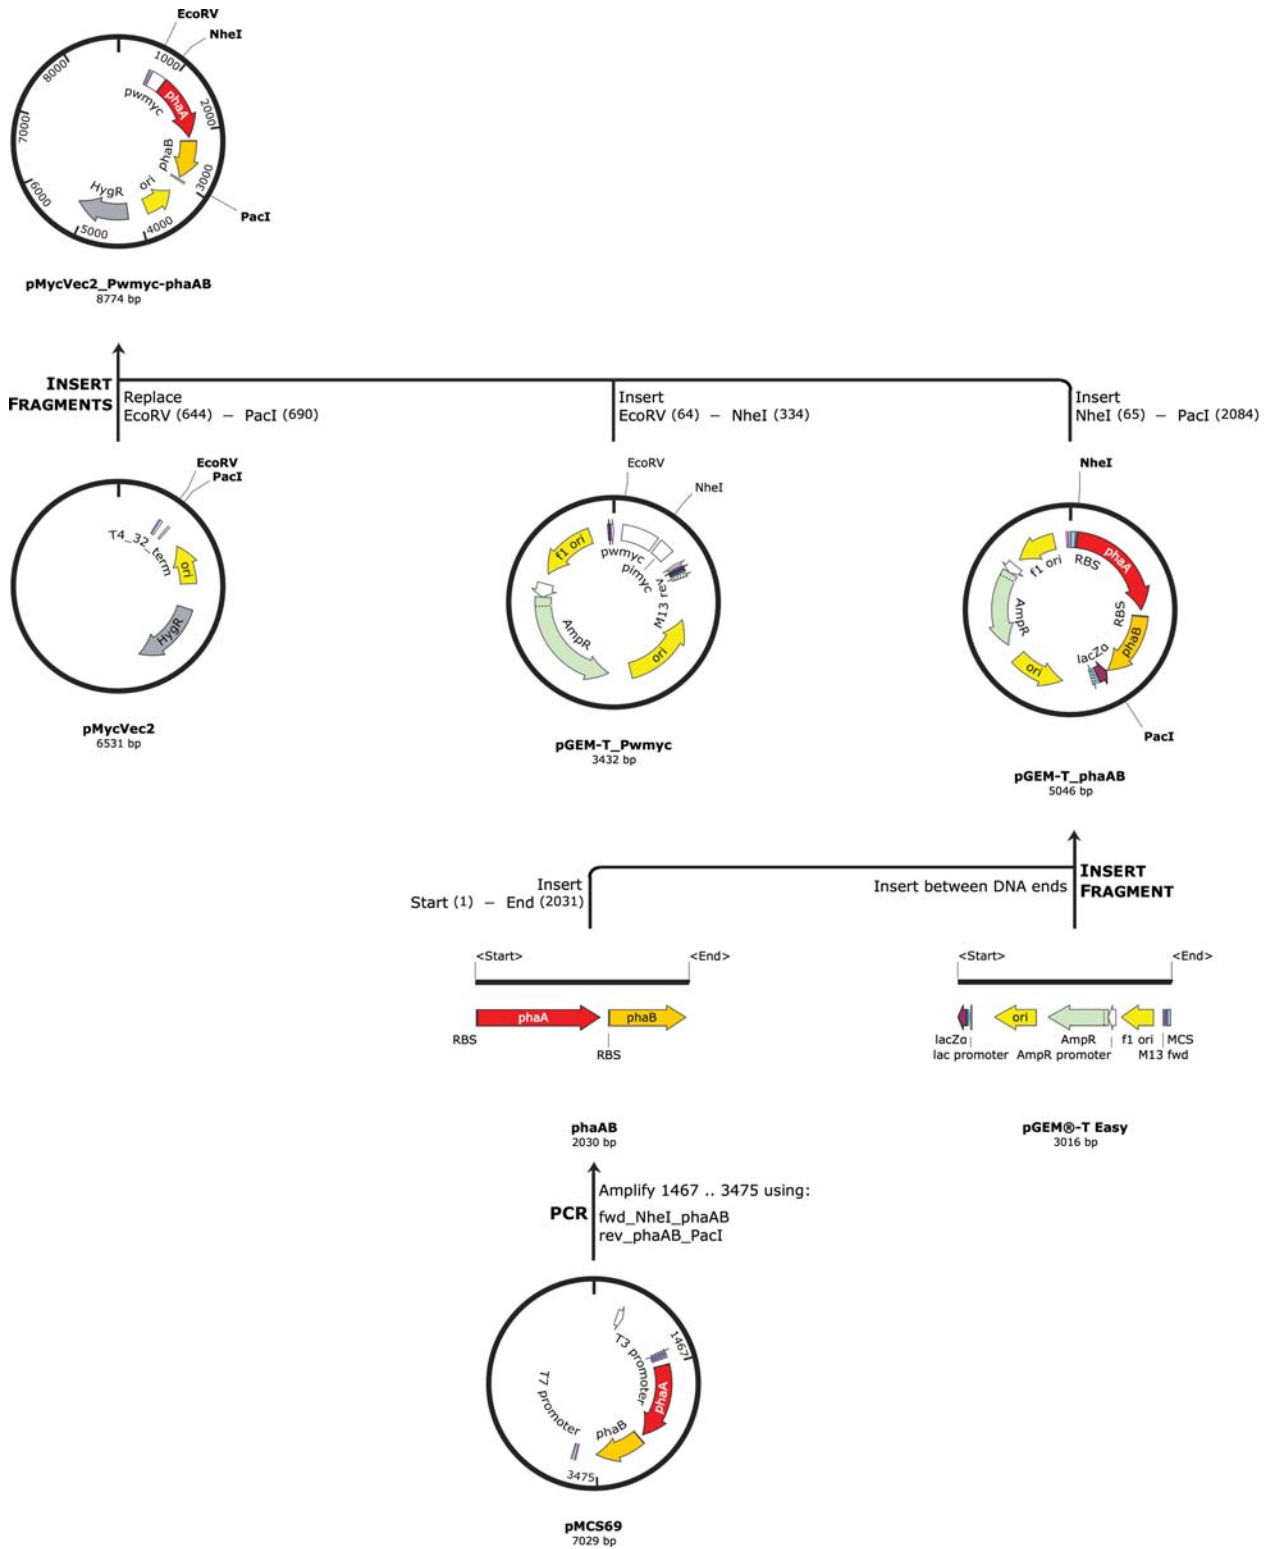 EcoRV
NheI
1000
2000
3000
4000
5000
6000
7000
8000
pwmyc
phaA
phaB
ori
HygR
PacI
pMycVec2_Pwmyc-phaAB
8774 bp
INSERT
FRAGMENTS
Replace
EcoRV (644) – PacI (690)
Insert
EcoRV (64) – NheI (334)
Insert
NheI (65) – PacI (2084)
EcoRV
PacI
T4_32_term
ori
HygR
pMycVec2
6531 bp
EcoRV
NheI
f1 ori
pwmyc
pimyc
M13 rev
AmpR
ori
pGEM-T_Pwmyc
3432 bp
NheI
f1 ori
RBS
phaA
RBS
phaB
AmpR
lacZα
ori
PacI
pGEM-T_phaAB
5046 bp
Insert
Start (1) – End (2031)
Insert between DNA ends
INSERT
FRAGMENT
<Start>
<End>
phaA
phaB
RBS
RBS
phaAB
2030 bp
<Start>
<End>
ori
lacZα
AmpR
f1 ori
MCS
lac promoter
AmpR promoter
M13 fwd
pGEM®-T Easy
3016 bp
PCR
Amplify 1467 .. 3475 using:
fwd_NheI_phaAB
rev_phaAB_PacI
T3 promoter
1467
phaA
phaB
T7 promoter
3475
pMCS69
7029 bp